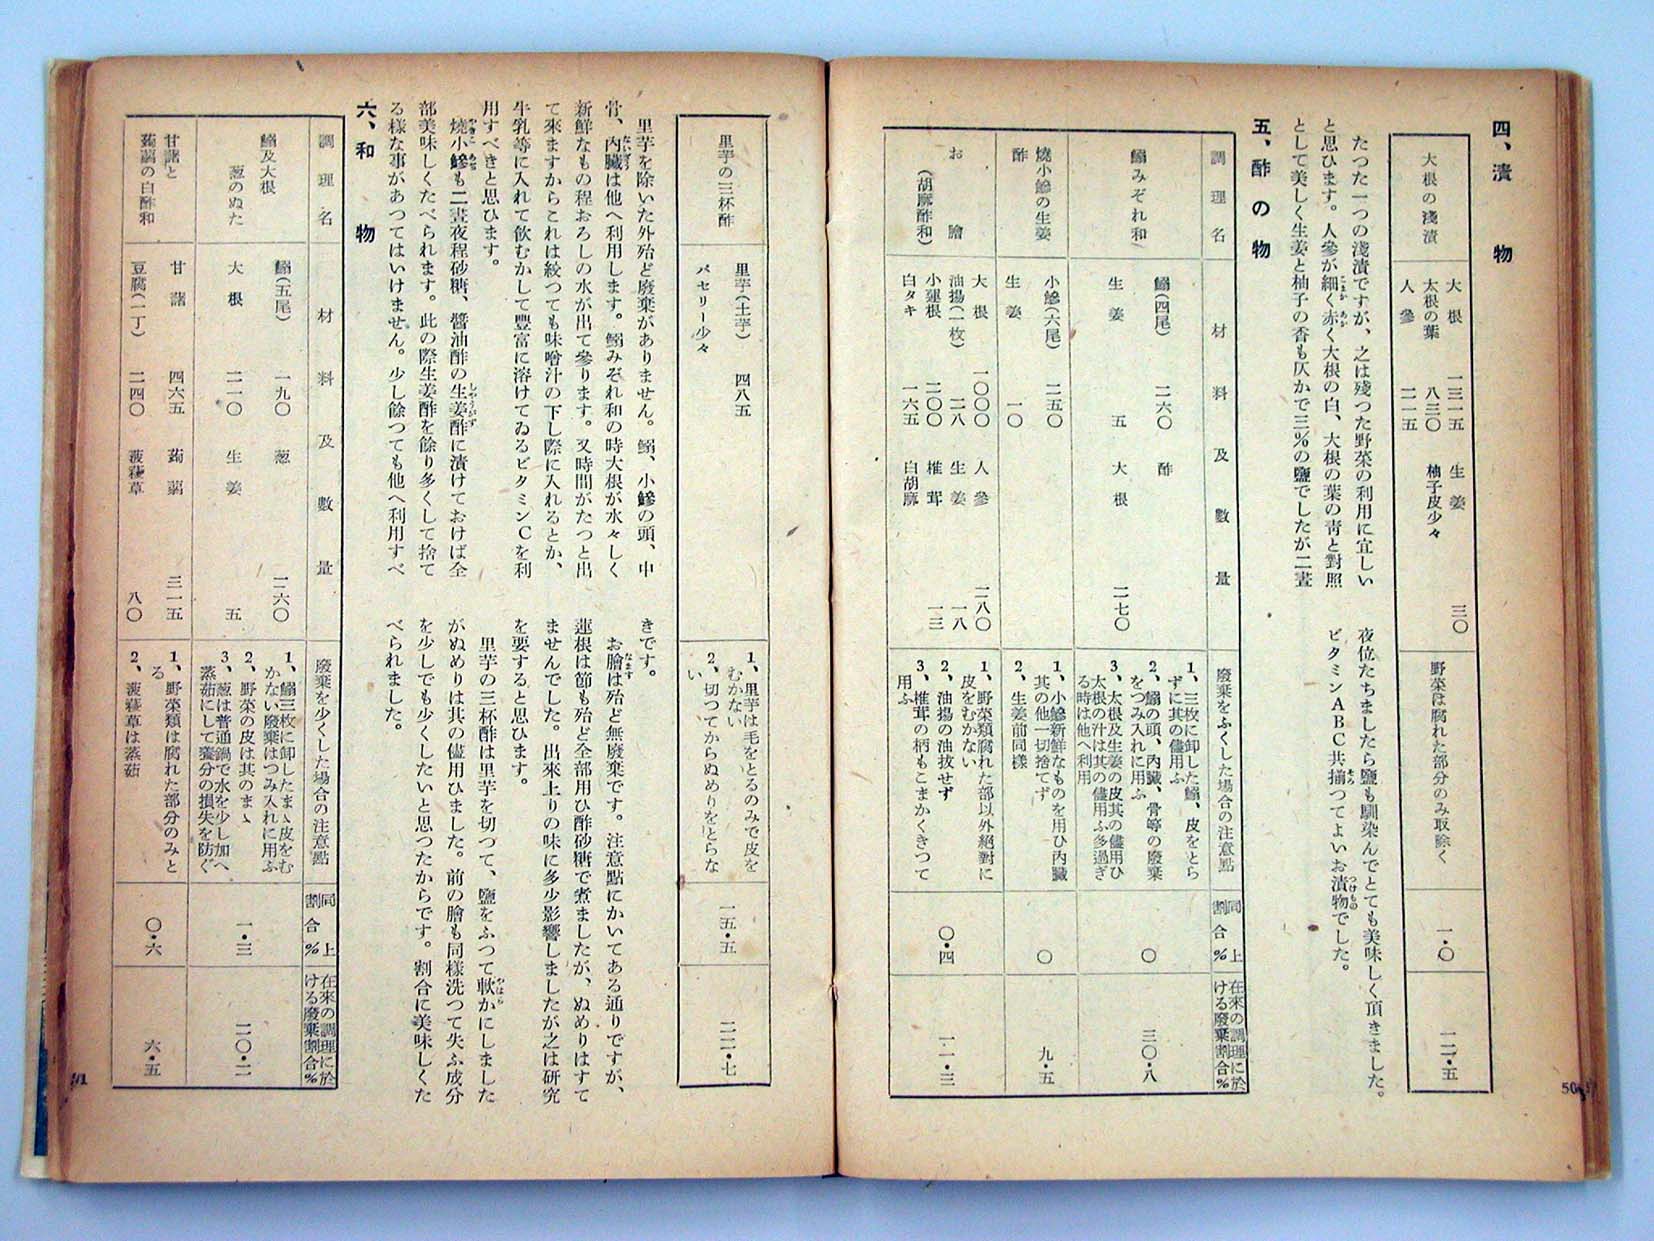 四、漬物
大根の淺漬
大根 一三一五 生姜 三〇
大根の葉 八三〇 柚子皮少々
人參 二一五
野菜は腐れた部分のみ取除く
一・〇
一二・五
たつた一つの淺漬ですが、之は殘つた野菜の利用に宜しい
と思ひます。人參が細く赤く大根の白、大根の葉の靑と對照
として美しく生姜と柚子の香も仄かで三%の鹽でしたが二晝
夜位たちましたら鹽も馴染んでとても美味しく頂きました。
ビタミンABC共揃つてよいお漬物でした。
五、酢の物
調理名
材料及數量
廢棄をふくした場合の注意點
同上割合%
在來の調理に於ける廢棄割合%
鰯みぞれ和
鰯(四尾) 二六〇 酢
生姜 五 大根 二七〇
1、三枚に卸した鰯、皮をとら
ずに其の儘用ふ
2、鰯の頭、内臟、骨等の廢棄
をつみ入れに用ふ
3、大根及生姜の皮其の儘用ひ
大根の汁は其の儘用ふ多過ぎ
る時は他へ利用
〇
三〇・八
燒小鰺の生姜
酢
小鰺(六尾) 二五〇
生姜 一〇
1、小鰺新鮮なものを用ひ内臟
其の他一切捨てず
2、生姜前同樣
〇
九・五
お膾
(胡麻酢和)
大根 一〇〇〇 人參 二八〇
油揚(一枚) 二八 生姜 一八
小蓮根 二〇〇 椎茸 一三
白タキ 一六五 白胡麻
1、野菜類腐れた部以外絕對に
皮をむかない
2、油揚の油拔せず
3、椎茸の柄もこまかくきつて
用ふ
〇・四
一一・三
50
里芋の三杯酢
里芋(土芋) 四八五
パセリー少々
1、里芋は毛をとるのみで皮を
むかない
2、切つてからぬめりをとらな
い
一五・五
二二・七
里芋を除いた外殆ど廢棄がありません。鰯、小鰺の頭、中
骨、内臟は他へ利用します。鰯みぞれ和の時大根が水々しく
新鮮なもの程おろしの水が出て參ります。又時間がたつと出
て來ますからこれは絞つても味噌汁の下し際に入れるとか、
牛乳等に入れて飮むかして豐富に溶けてゐるビタミンCを利
用すべきと思ひます。
燒小鰺も二晝夜程砂糖、醬油酢の生姜酢に漬けておけば全
部美味しくたべられます。此の際生姜酢を餘り多くして捨て
る樣な事があつてはいけません。少し餘つても他へ利用すべ
きです。
お膾は殆ど無廢棄です。注意點にかいてある通りですが、
蓮根は節も殆ど全部用ひ酢砂糖で煮ましたが、ぬめりはすて
ませんでした。出來上りの味に多少影響しましたが之は硏究
を要すると思ひます。
里芋の三杯酢は里芋を切つて、鹽をふつて軟かにしました
がぬめりは其の儘用ひました。前の膾も同樣洗つて失ふ成分
を少しでも少くしたいと思つたからです。割合に美味しくた
べられました。
六、和物
調理名
材料及數量
廢棄を少くした場合の注意點
同上割合%
在來の調理に於ける廢棄割合%
鰯及大根
葱のぬた
鰯(五尾) 一九〇 葱 二六〇
大根 二一〇 生姜 五
1、鰯三枚に卸したまゝ皮をむ
かない廢棄はつみ入れに用ふ
2、野菜の皮は其のまゝ
3、葱は普通鍋で水を少し加へ
蒸茹にして養分の損失を防ぐ
一・三
二〇・二
甘藷と
蒟蒻の白酢和
甘藷 四六五 蒟蒻 三一五
豆腐(一丁) 二四〇 菠薐草 八〇
1、野菜類は腐れた部分のみと
る
2、菠薐草は蒸茹
〇・六
六・五